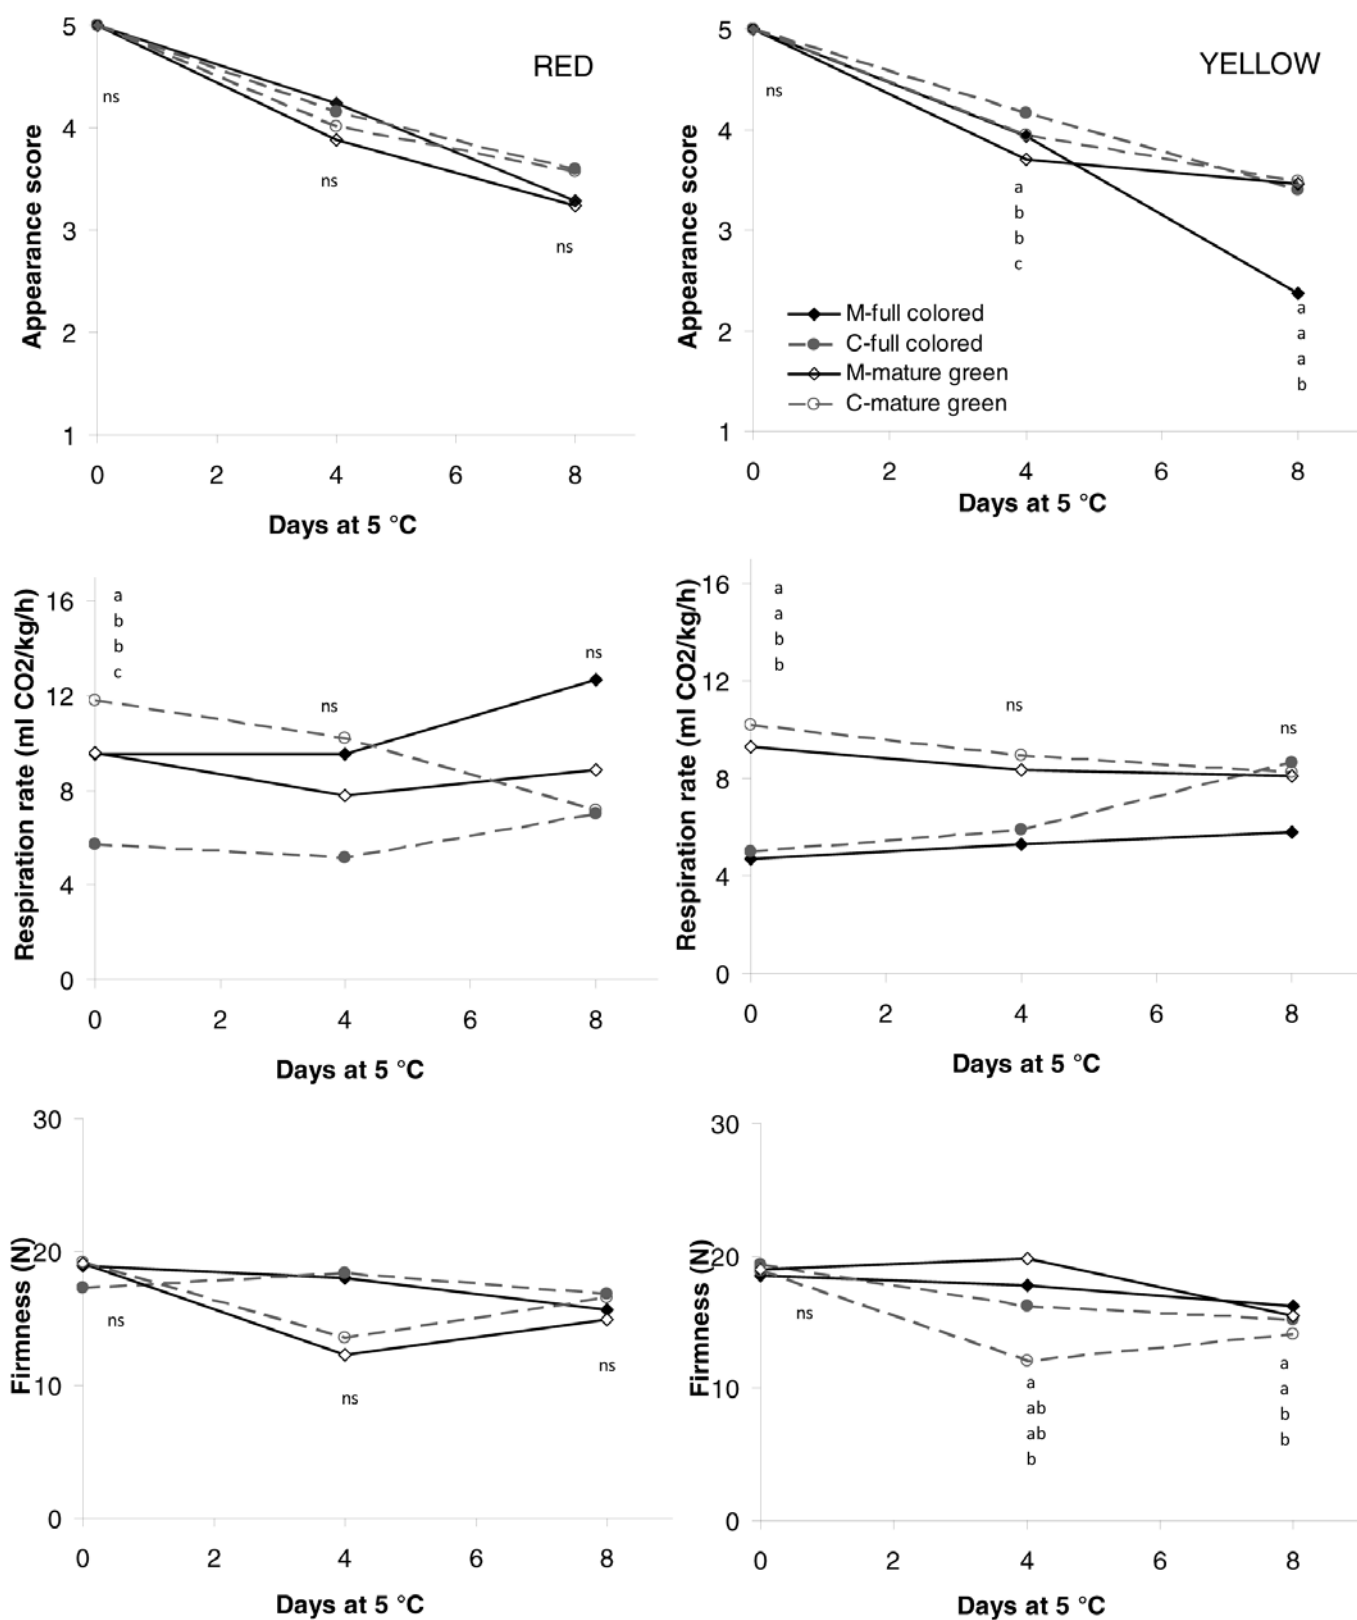 RED
Appearance score
5
4
3
2
1
ns
ns
ns
0 2 4 6 8
Days at 5 °C
YELLOW
Appearance score
5
4
3
2
1
ns
a
b
b
c
a
a
a
b
M-full colored
C-full colored
M-mature green
C-mature green
0 2 4 6 8
Days at 5 °C
Respiration rate (ml CO2/kg/h)
16
12
8
4
0
a
b
b
c
ns
ns
0 2 4 6 8
Days at 5 °C
Respiration rate (ml CO2/kg/h)
16
12
8
4
0
a
a
b
b
ns
ns
0 2 4 6 8
Days at 5 °C
Firmness (N)
30
20
10
0
ns
ns
ns
0 2 4 6 8
Days at 5 °C
Firmness (N)
30
20
10
0
ns
a
ab
ab
b
a
a
b
b
0 2 4 6 8
Days at 5 °C